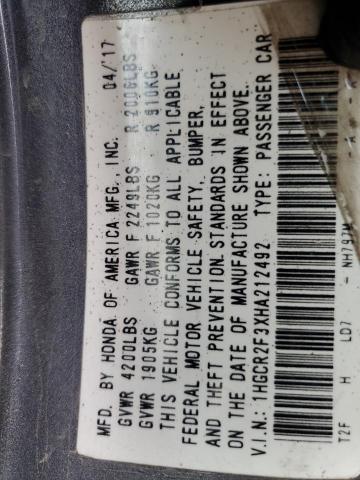 MFD. BY HONDA OF AMERICA MFG., INC. 04/'17
GVWR 4200LBS GAWR F 2249LBS R 2006LBS
GVWR 1905KG GAWR F 1020KG R 910KG
THIS VEHICLE CONFORMS TO ALL APPLICABLE
FEDERAL MOTOR VEHICLE SAFETY, BUMPER,
AND THEFT PREVENTION STANDARDS IN EFFECT
ON THE DATE OF MANUFACTURE SHOWN ABOVE.
V.I.N.: 1HGCR2F3XHA212492 TYPE: PASSENGER CAR
T2F H LD7 - NH797M